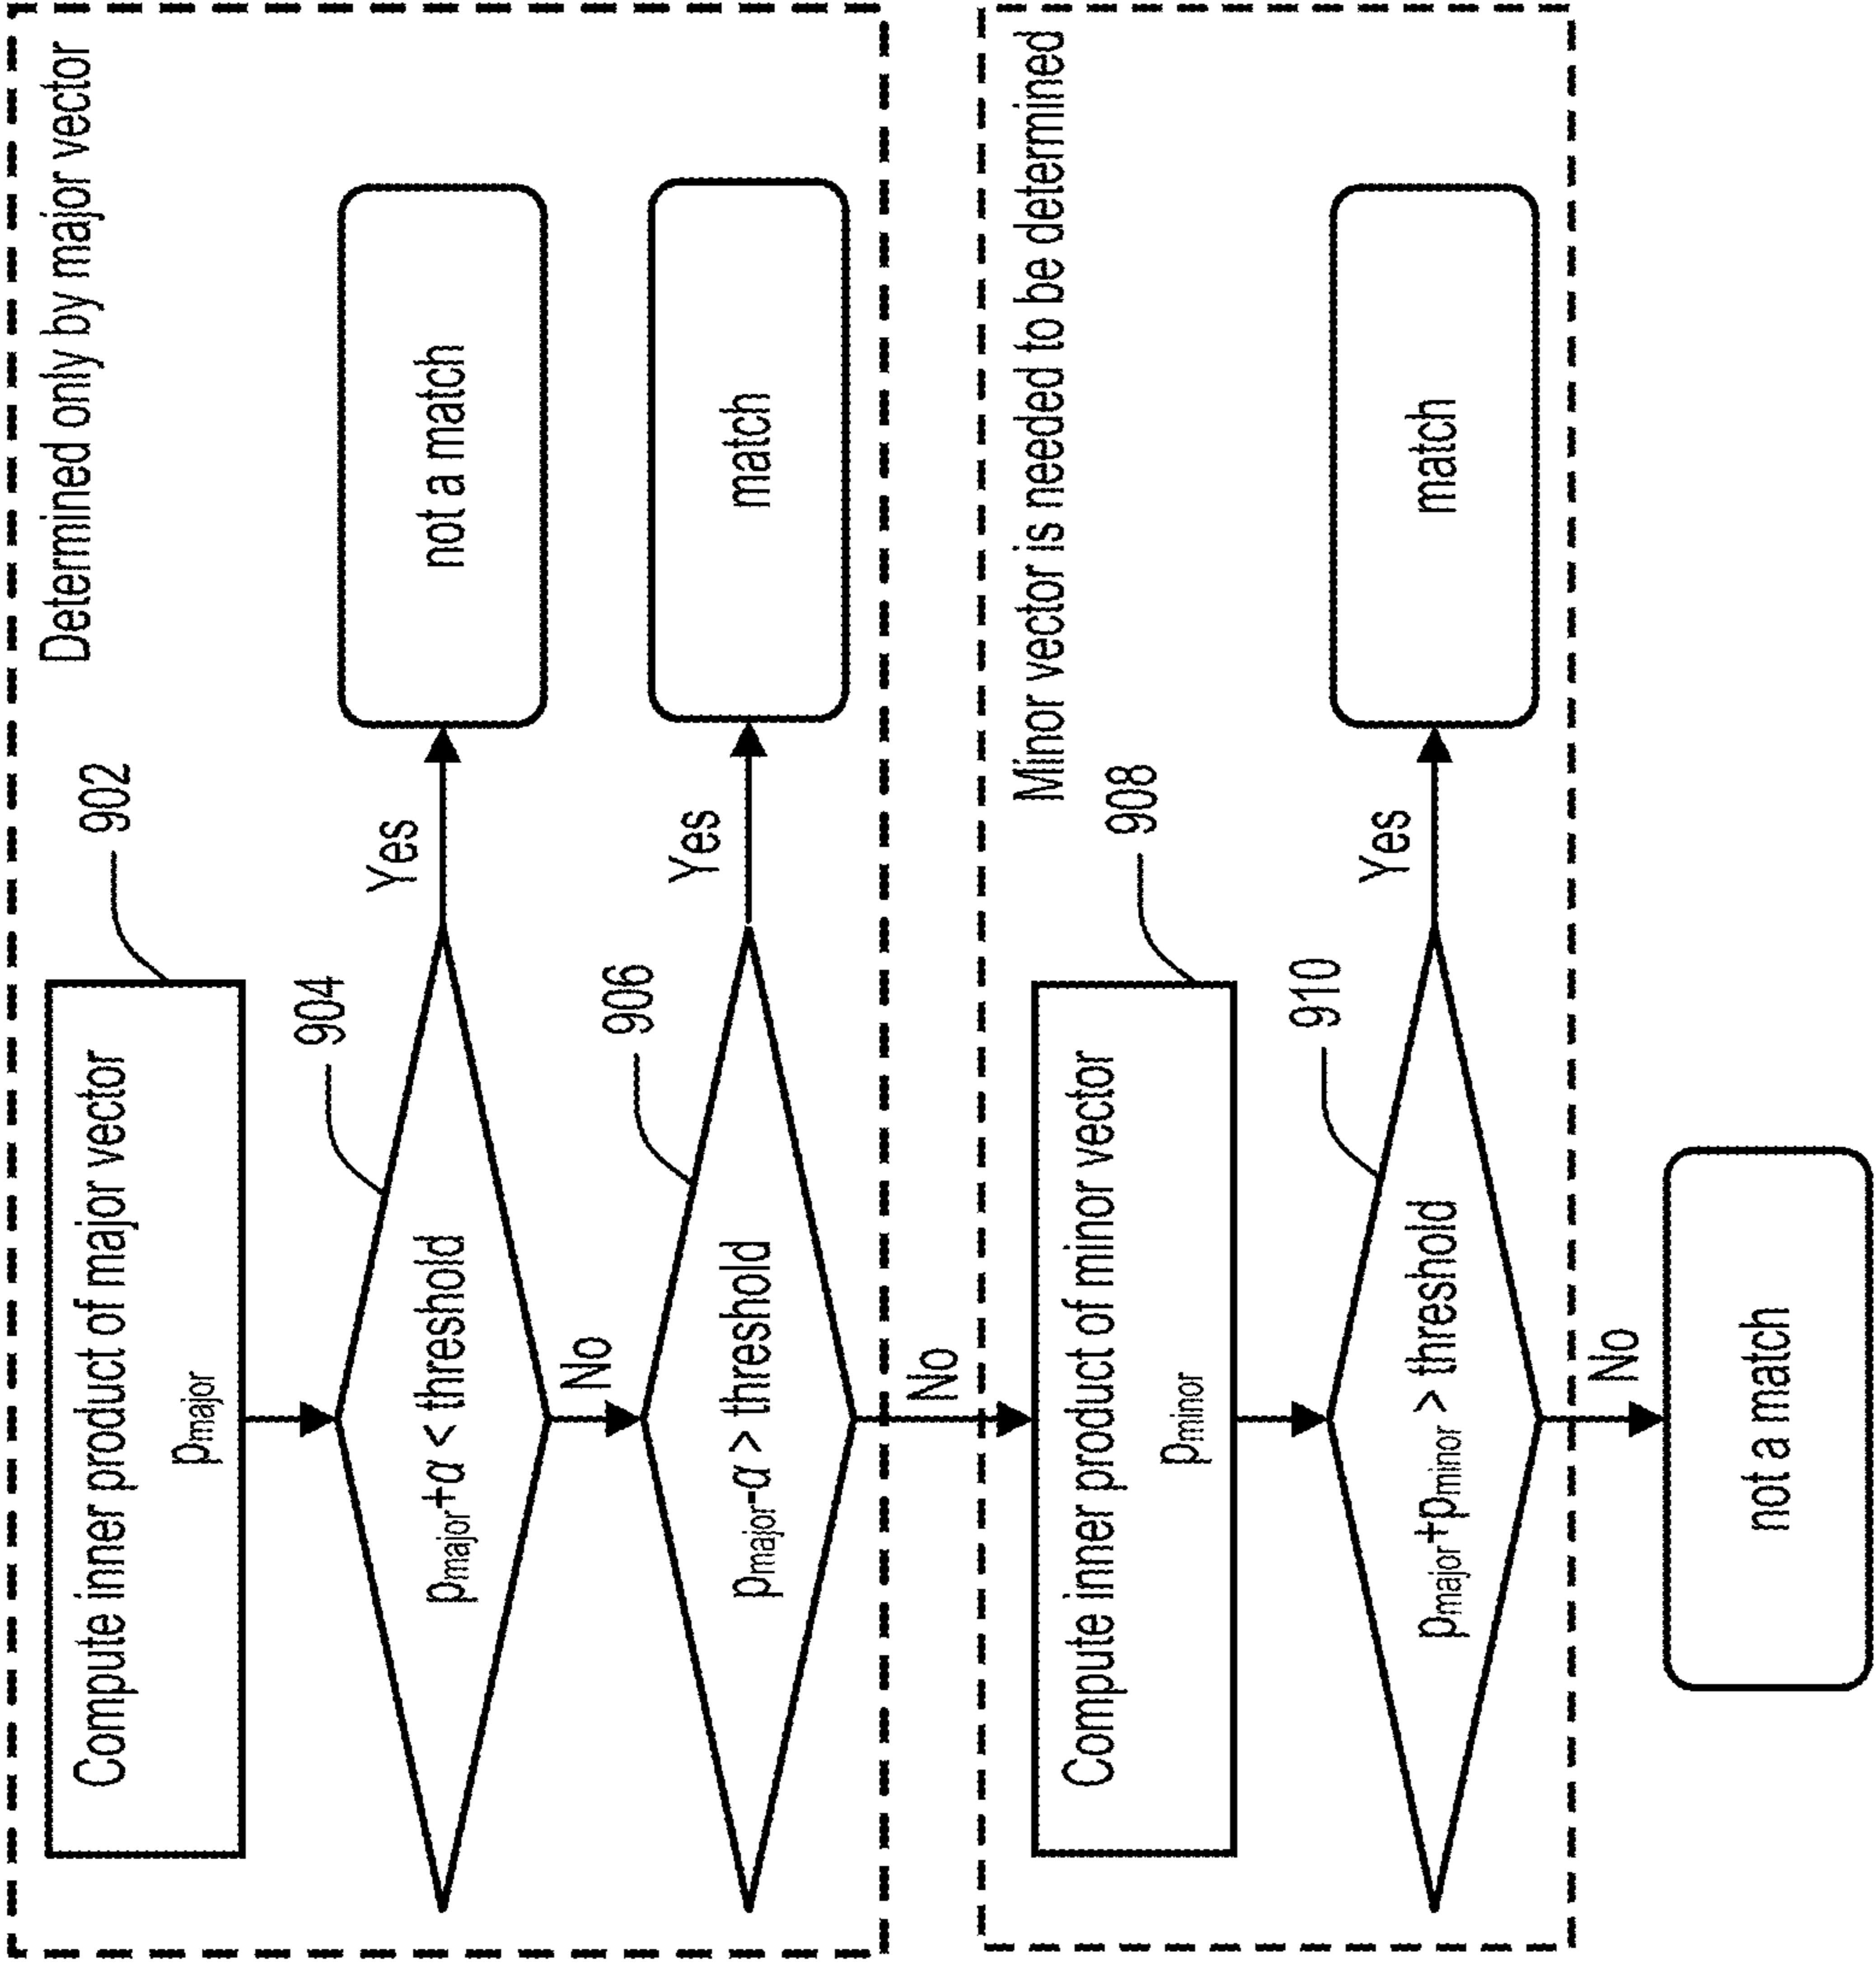 Determined only by major vector
902
Compute inner product of major vector
pmajor
904
pmajor+α < threshold
Yes
not a match
No
906
pmajor-α > threshold
Yes
match
No
Minor vector is needed to be determined
908
Compute inner product of minor vector
pminor
910
pmajor+pminor > threshold
Yes
match
No
not a match